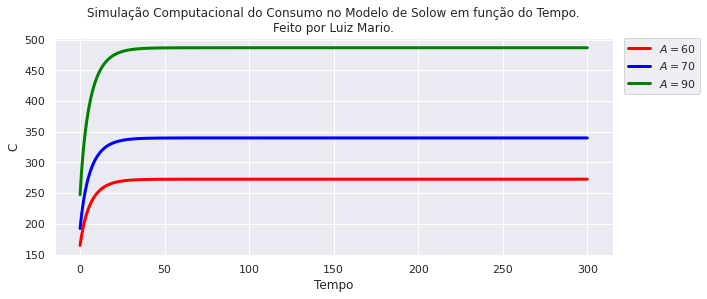 Simulação Computacional do Consumo no Modelo de Solow em função do Tempo.
Feito por Luiz Mario.
500
450
400
350
300
250
200
150
C
0
50
100
150
200
250
300
Tempo
A = 60
A = 70
A = 90